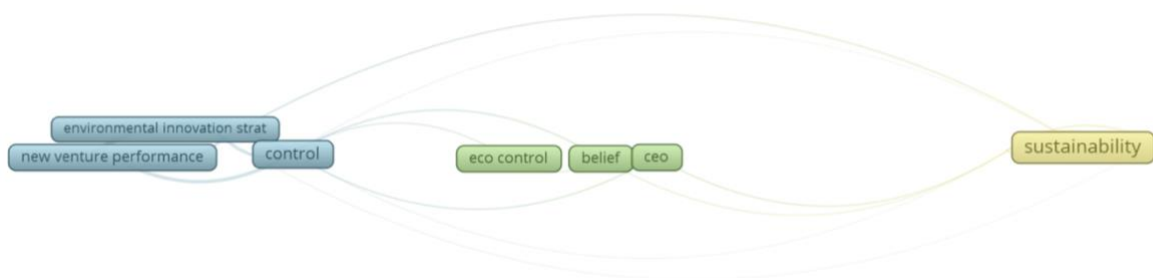 environmental innovation strat
new venture performance
control
eco control
belief
ceo
sustainability